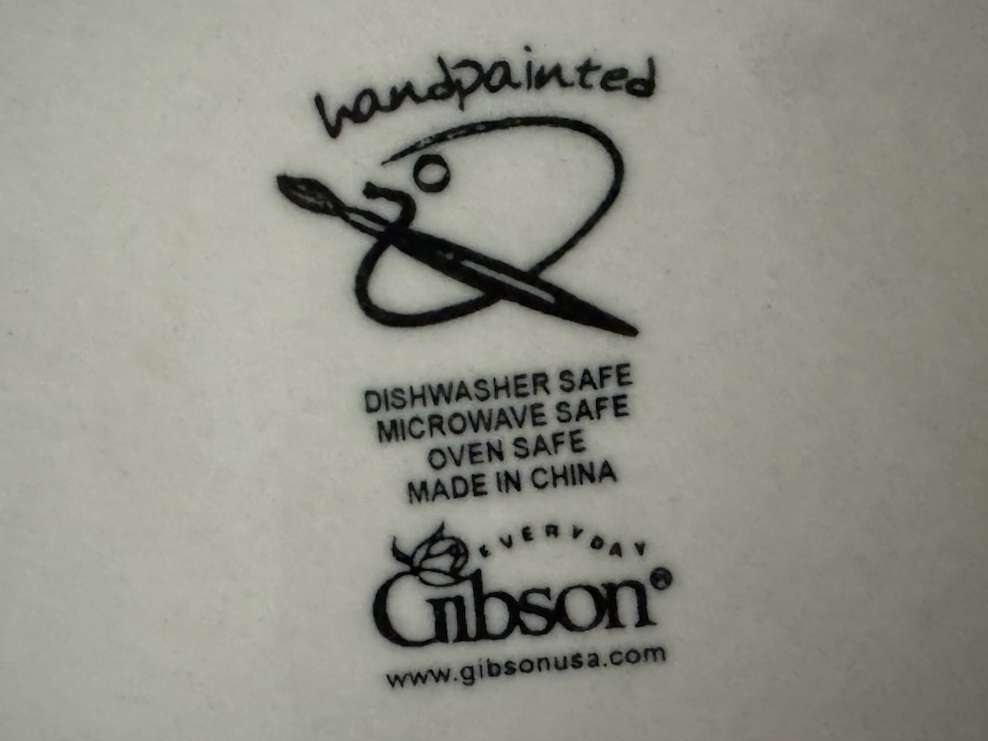 handpainted
DISHWASHER SAFE
MICROWAVE SAFE
OVEN SAFE
MADE IN CHINA
EVERYDAY
Gibson®
www.gibsonusa.com